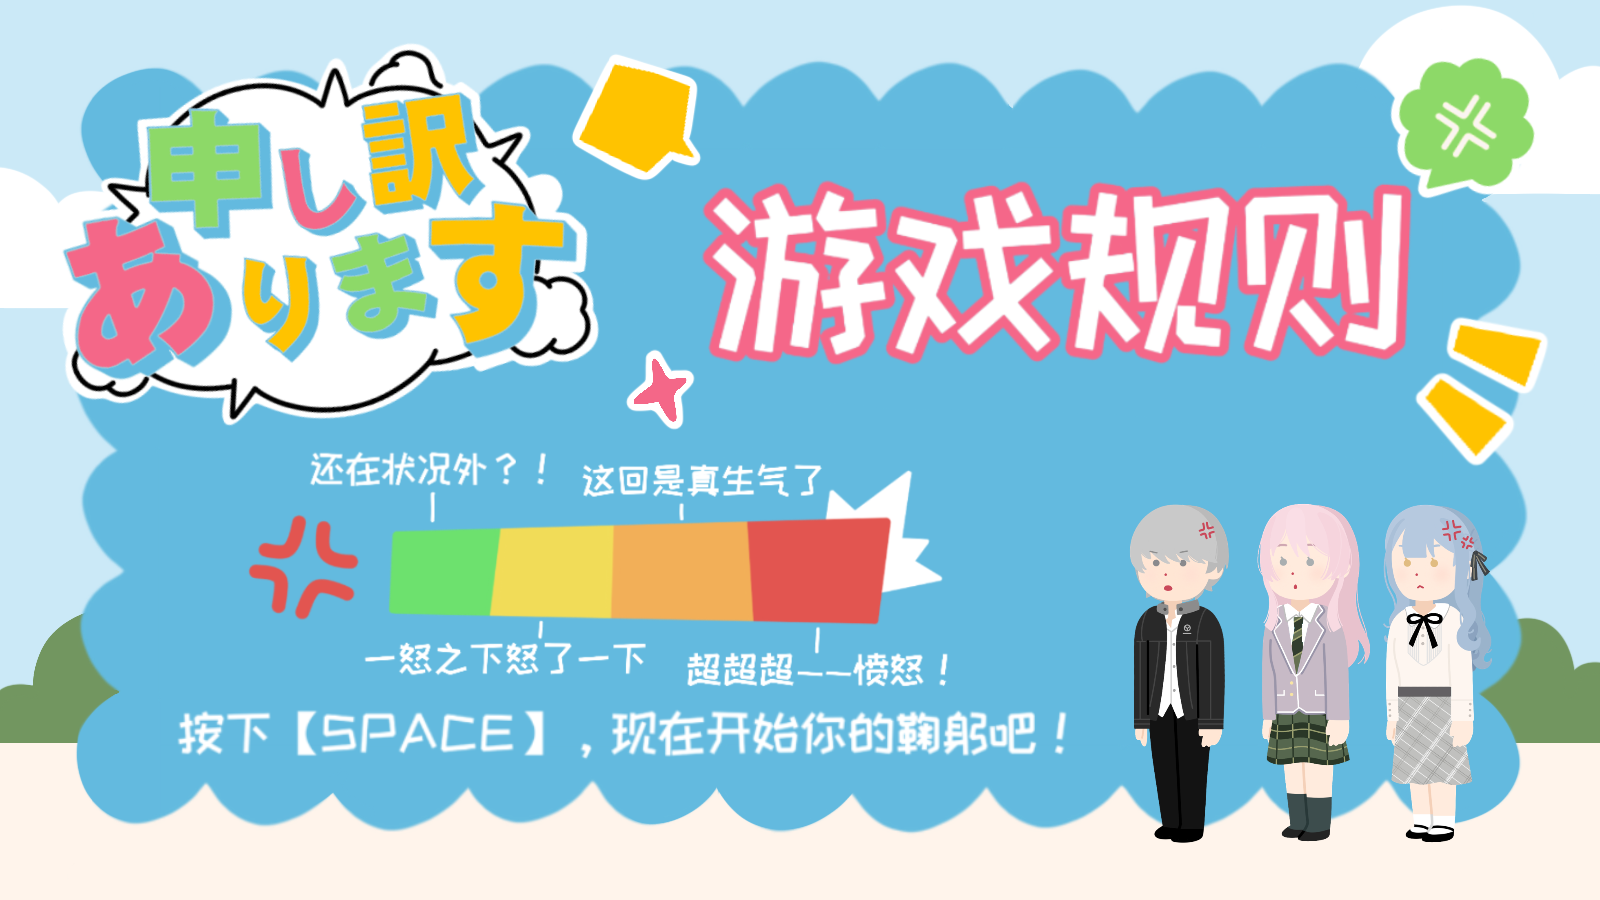 申し訳
あります
游戏规则
还在状况外？！
这回是真生气了
一怒之下怒了一下
超超超——愤怒！
按下【SPACE】，现在开始你的鞠躬吧！